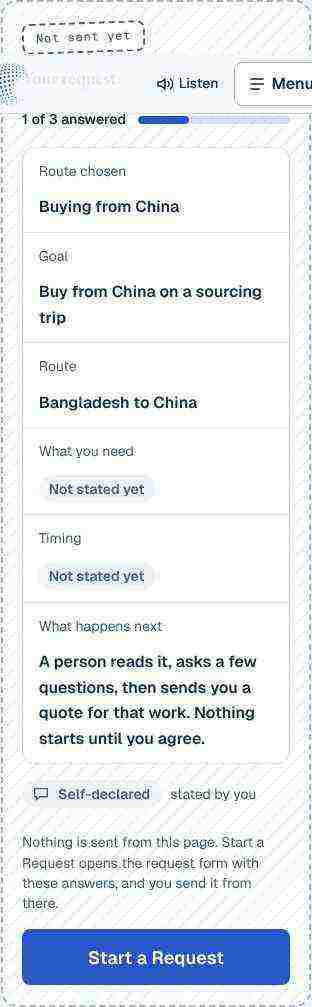 Not sent yet
Your request
Listen
Menu
1 of 3 answered
Route chosen
Buying from China
Goal
Buy from China on a sourcing
trip
Route
Bangladesh to China
What you need
Not stated yet
Timing
Not stated yet
What happens next
A person reads it, asks a few
questions, then sends you a
quote for that work. Nothing
starts until you agree.
Self-declared
stated by you
Nothing is sent from this page. Start a
Request opens the request form with
these answers, and you send it from
there.
Start a Request